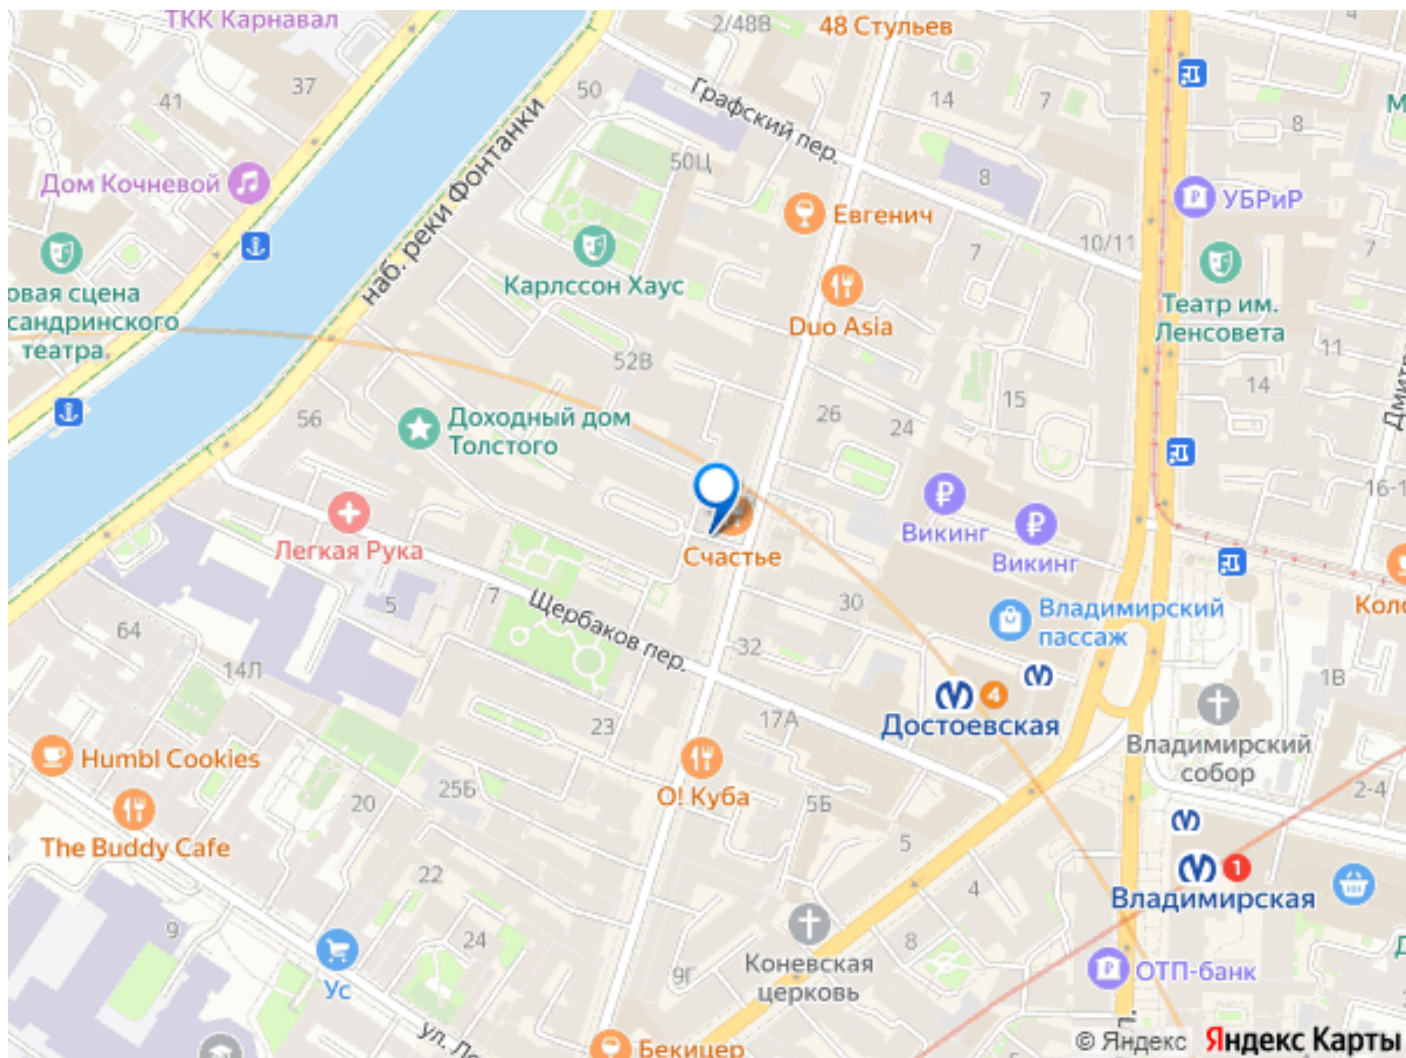 ТКК Карнавал
2/48В
48 Стульев
4
37
41
50
14
7
8
Графский пер.
наб. реки Фонтанки
50Ц
8
Дом Кочневой
УБРиР
Евгенич
7
10/11
7
Карлссон Хаус
овая сцена
сандринского
театра
Театр им.
Ленсовета
Duo Asia
52В
11
14
15
56
26
24
Доходный дом
Толстого
16-1
Викинг
Викинг
Легкая Рука
Счастье
5
7
Щербаков пер.
30
Владимирский
пассаж
64
32
14Л
1В
4
Достоевская
17А
23
Владимирский
собор
Humbl Cookies
25Б
20
О! Куба
5Б
2-4
The Buddy Cafe
5
22
4
1
Владимирская
9
24
8
Коневская
церковь
9Г
ОТП-банк
Ус
Бекицер
© Яндекс
Яндекс Карты